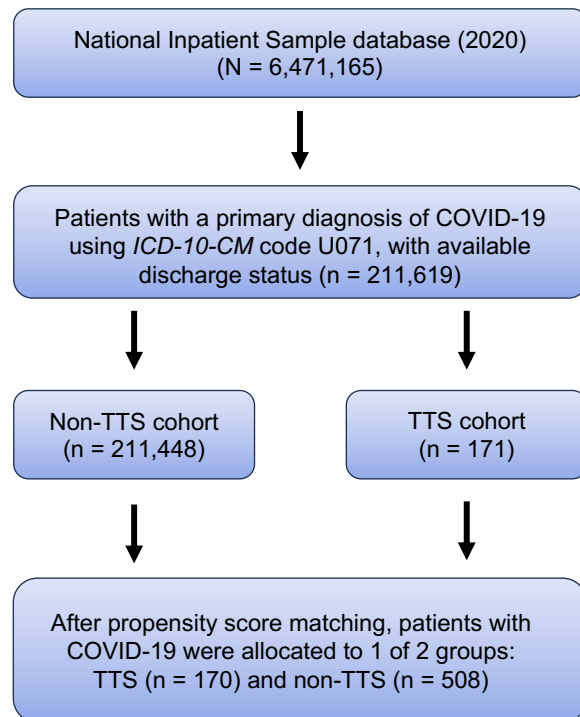 National Inpatient Sample database (2020)
(N = 6,471,165)
Patients with a primary diagnosis of COVID-19
using ICD-10-CM code U071, with available
discharge status (n = 211,619)
Non-TTS cohort
(n = 211,448)
TTS cohort
(n = 171)
After propensity score matching, patients with
COVID-19 were allocated to 1 of 2 groups:
TTS (n = 170) and non-TTS (n = 508)